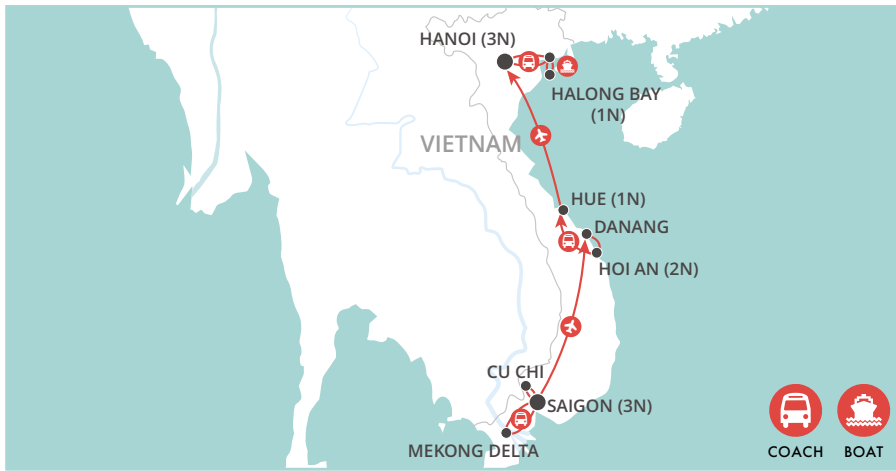 HANOI (3N)
HALONG BAY
(1N)
VIETNAM
HUE (1N)
DANANG
HOI AN (2N)
CU CHI
SAIGON (3N)
MEKONG DELTA
COACH
BOAT